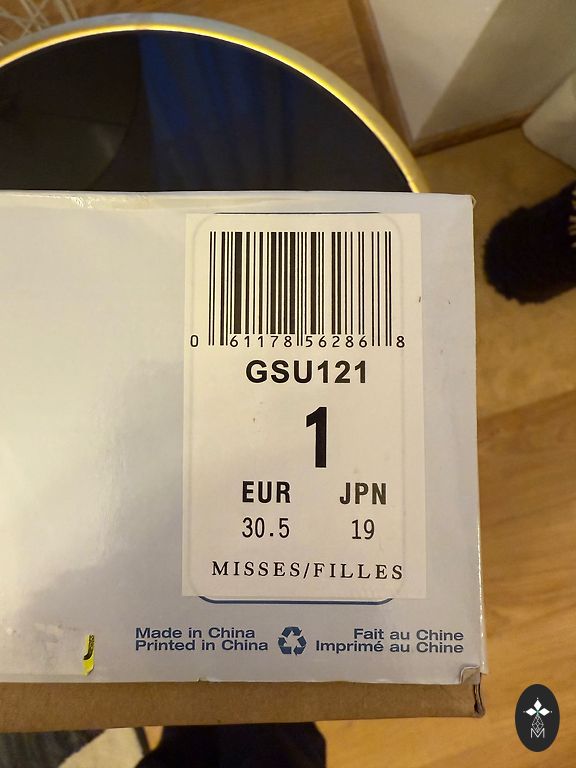 0 61178 56286 8
GSU121
1
EUR JPN
30.5 19
MISSES/FILLES
Made in China Fait au Chine
Printed in China Imprimé au Chine
M